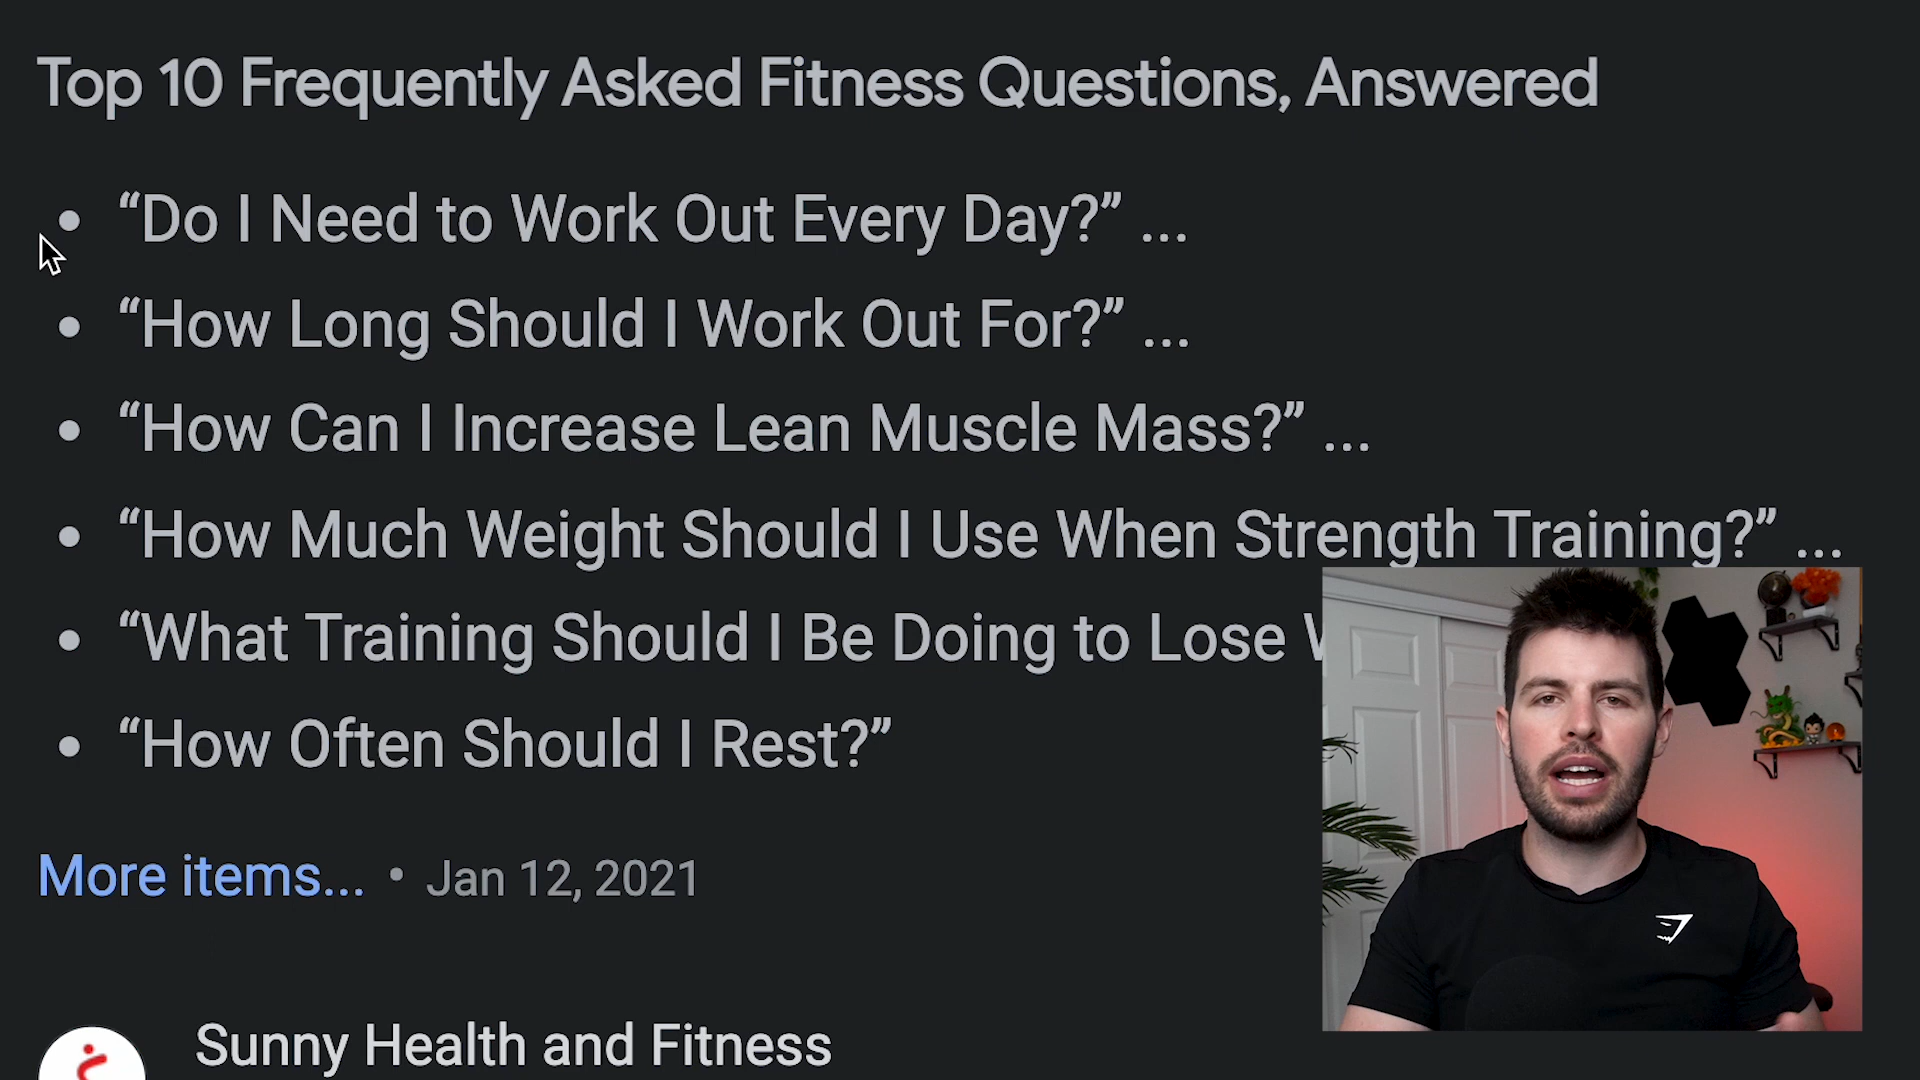 Top 10 Frequently Asked Fitness Questions, Answered
• “Do I Need to Work Out Every Day?” ...
• “How Long Should I Work Out For?” ...
• “How Can I Increase Lean Muscle Mass?” ...
• “How Much Weight Should I Use When Strength Training?” ...
• “What Training Should I Be Doing to Lose
• “How Often Should I Rest?”
More items... • Jan 12, 2021
Sunny Health and Fitness